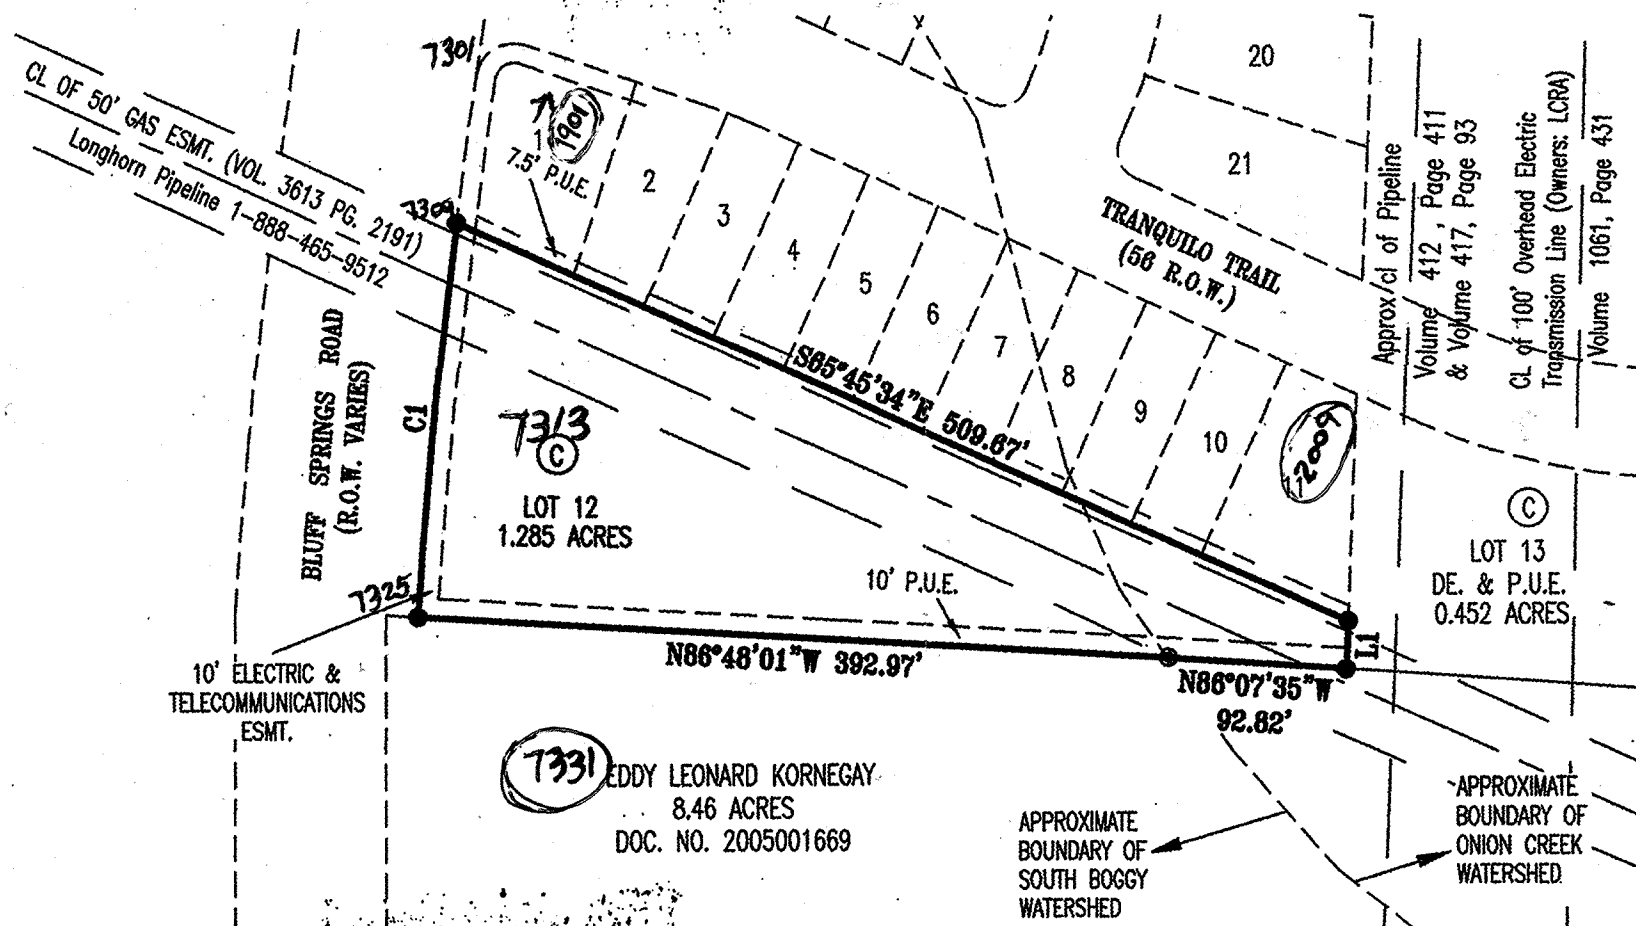 7301
CL OF 50' GAS ESMT. (VOL. 3613 PG. 2191)
Longhorn Pipeline 1-888-465-9512
1
1901
7.5' P.U.E.
2
3
4
5
6
7
8
9
10
11
2009
20
21
TRANQUILO TRAIL
(56 R.O.W.)
Approx. cl of Pipeline
Volume 412 , Page 411
& Volume 417, Page 93
CL of 100' Overhead Electric
Transmission Line (Owners: LCRA)
Volume 1061, Page 431
7309
S65°45'34"E 509.67'
BLUFF SPRINGS ROAD
(R.O.W. VARIES)
C1
7313
C
LOT 12
1.285 ACRES
C
LOT 13
DE. & P.U.E.
0.452 ACRES
7325
10' P.U.E.
L1
N86°48'01"W 392.97'
N86°07'35"W
92.82'
10' ELECTRIC &
TELECOMMUNICATIONS
ESMT.
7331
EDDY LEONARD KORNEGAY
8.46 ACRES
DOC. NO. 2005001669
APPROXIMATE
BOUNDARY OF
SOUTH BOGGY
WATERSHED
APPROXIMATE
BOUNDARY OF
ONION CREEK
WATERSHED